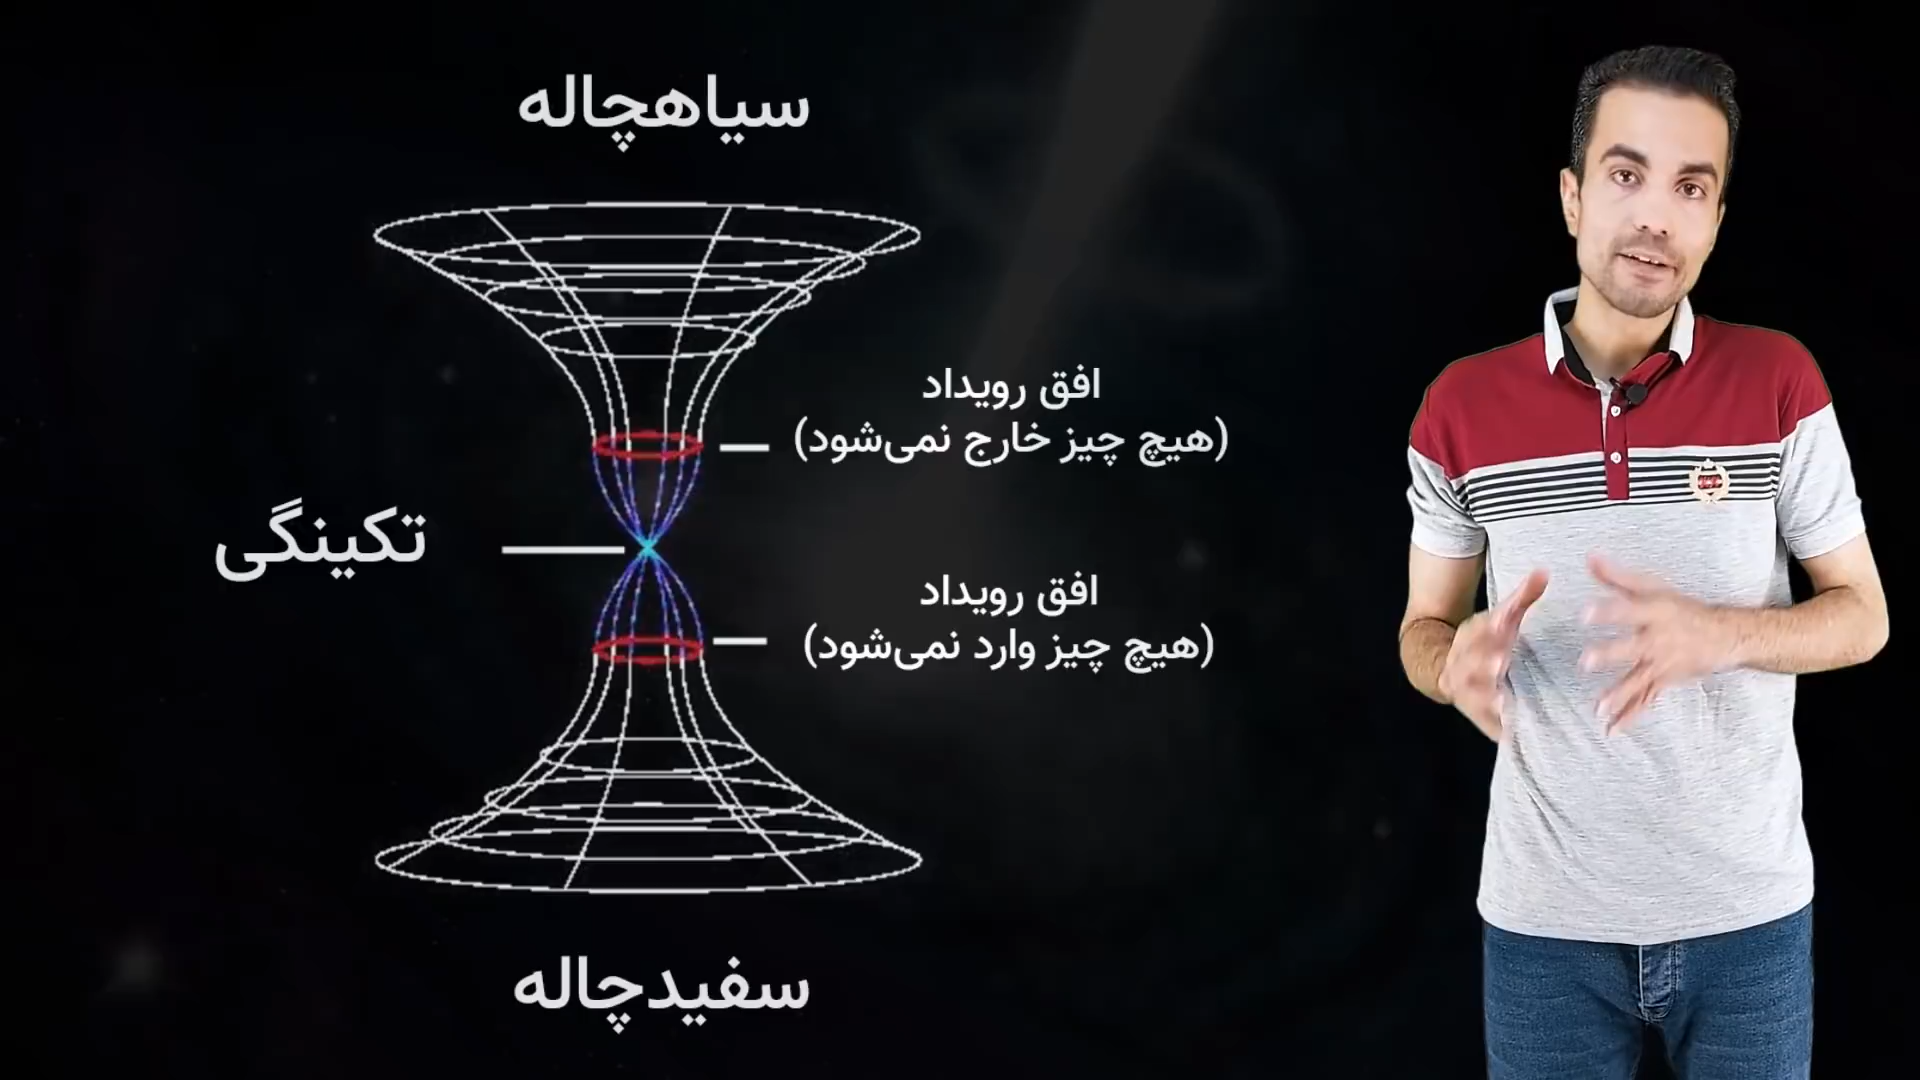 سیاهچاله
افق رویداد
(هیچ چیز خارج نمی‌شود)
تکینگی
افق رویداد
(هیچ چیز وارد نمی‌شود)
سفیدچاله